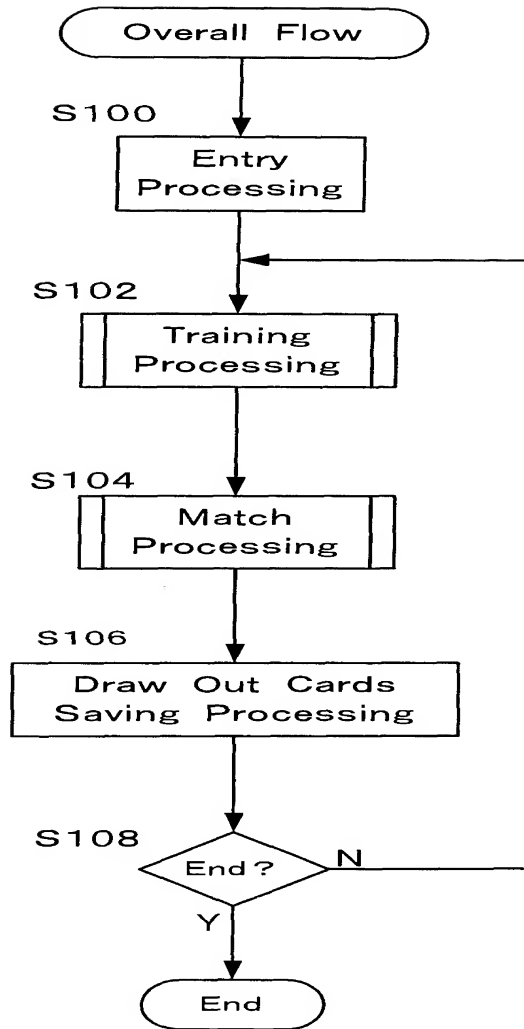 Overall Flow
S100
Entry
Processing
S102
Training
Processing
S104
Match
Processing
S106
Draw Out Cards
Saving Processing
S108
End?
N
Y
End